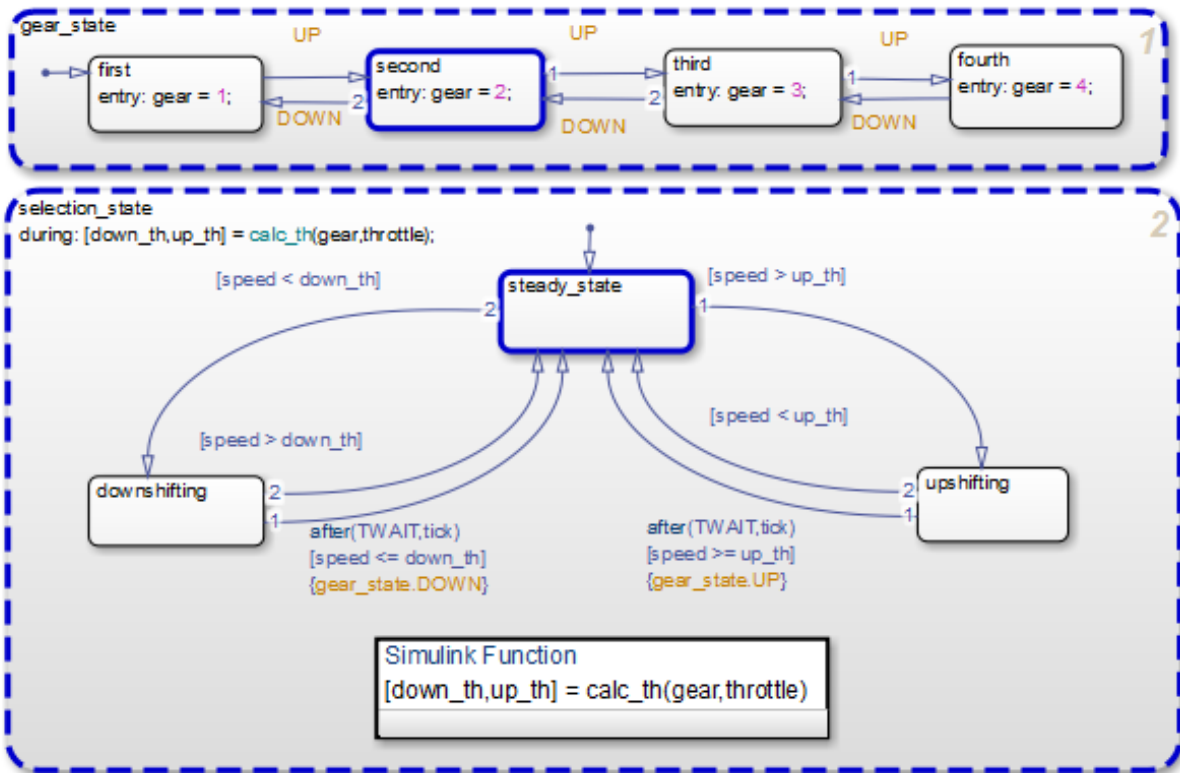 gear_state
1
UP
UP
UP
first
entry: gear = 1;
second
entry: gear = 2;
third
entry: gear = 3;
fourth
entry: gear = 4;
1
2
1
2
DOWN
DOWN
DOWN
selection_state
2
during: [down_th,up_th] = calc_th(gear,throttle);
[speed < down_th]
steady_state
[speed > up_th]
2
1
[speed > down_th]
[speed < up_th]
downshifting
2
1
upshifting
2
1
after(TWAIT,tick)
[speed <= down_th]
{gear_state.DOWN}
after(TWAIT,tick)
[speed >= up_th]
{gear_state.UP}
Simulink Function
[down_th,up_th] = calc_th(gear,throttle)